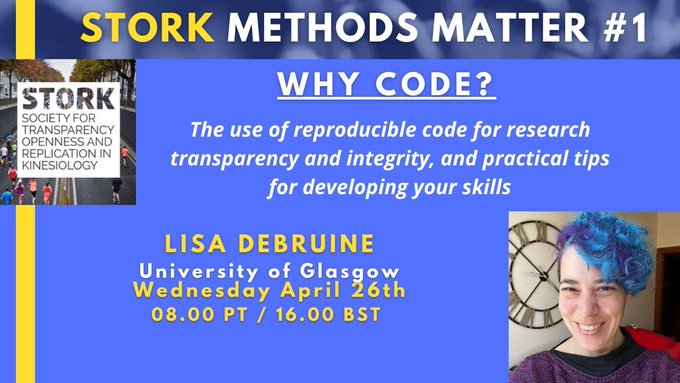 STORK METHODS MATTER #1
WHY CODE?
STORK
SOCIETY FOR
TRANSPARENCY
OPENNESS AND
REPLICATION IN
KINESIOLOGY
The use of reproducible code for research
transparency and integrity, and practical tips
for developing your skills
LISA DEBRUINE
University of Glasgow
Wednesday April 26th
08.00 PT / 16.00 BST